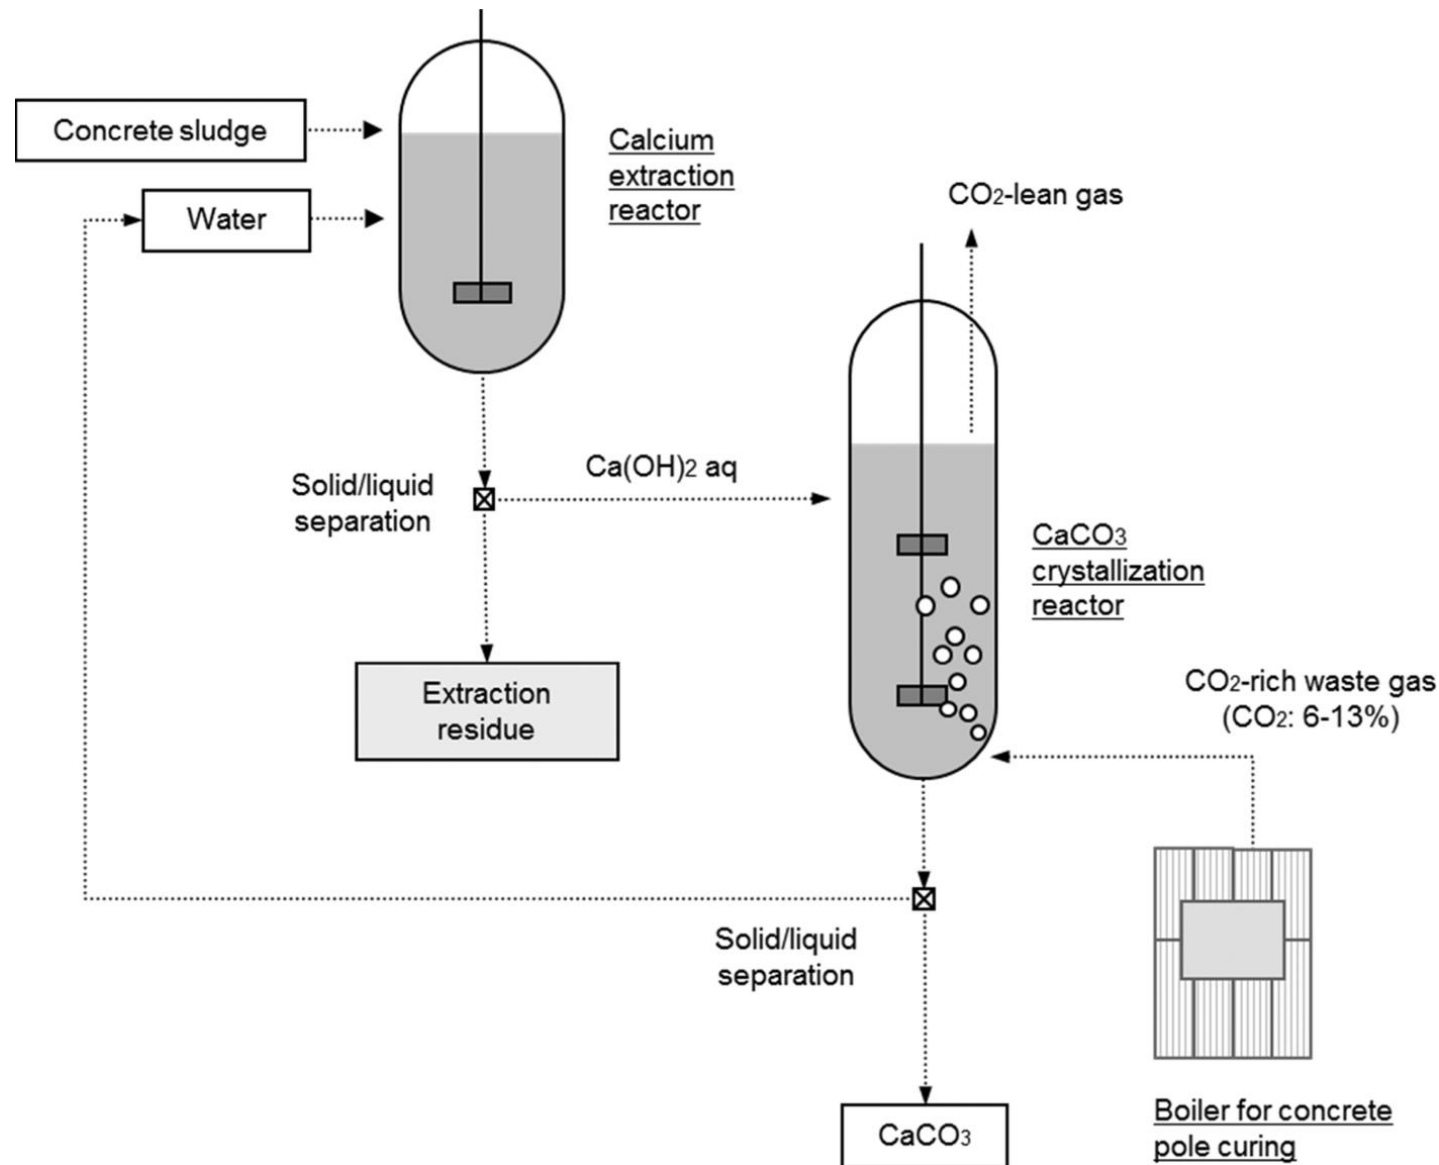 Concrete sludge
Water
Calcium
extraction
reactor
CO2-lean gas
Solid/liquid
separation
Ca(OH)2 aq
CaCO3
crystallization
reactor
Extraction
residue
CO2-rich waste gas
(CO2: 6-13%)
Solid/liquid
separation
CaCO3
Boiler for concrete
pole curing